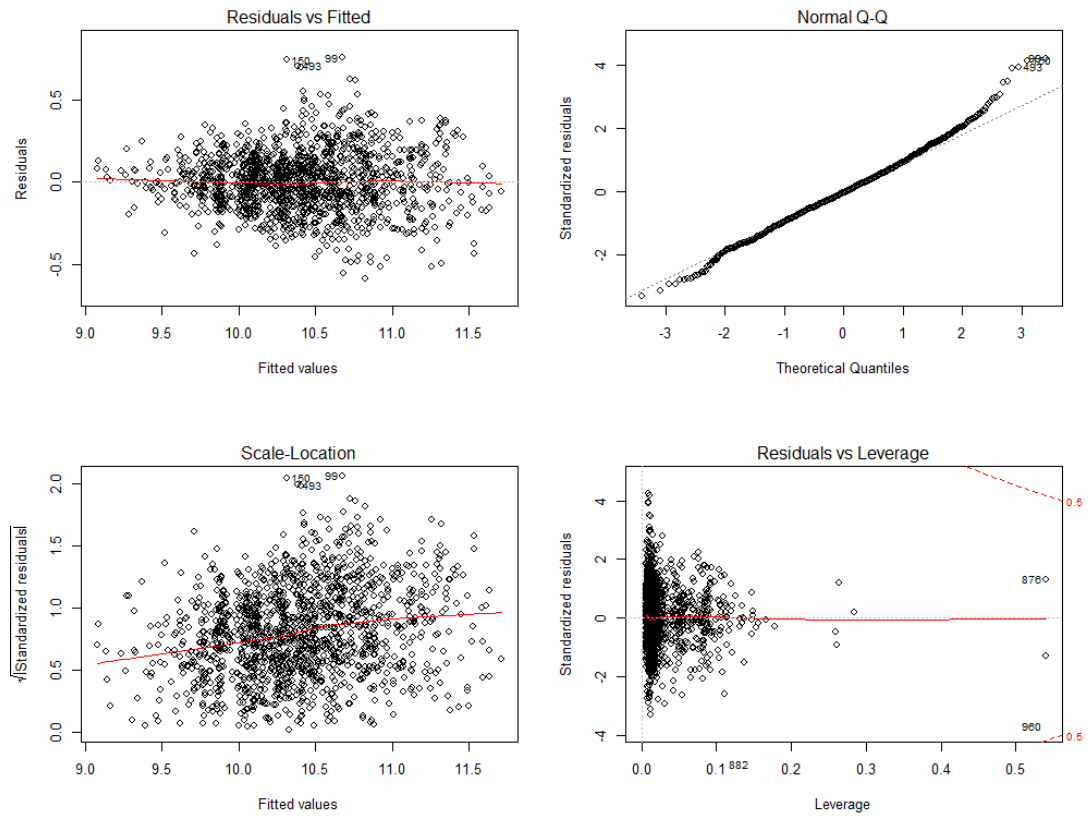 Residuals vs Fitted
150
99
493
Residuals
0.5
0.0
-0.5
9.0 9.5 10.0 10.5 11.0 11.5
Fitted values
Normal Q-Q
493
Standardized residuals
4
2
0
-2
-3 -2 -1 0 1 2 3
Theoretical Quantiles
Scale-Location
150
99
493
√|Standardized residuals|
2.0
1.5
1.0
0.5
0.0
9.0 9.5 10.0 10.5 11.0 11.5
Fitted values
Residuals vs Leverage
0.5
876
960
0.5
Standardized residuals
4
2
0
-2
-4
0.0 0.1 882 0.2 0.3 0.4 0.5
Leverage